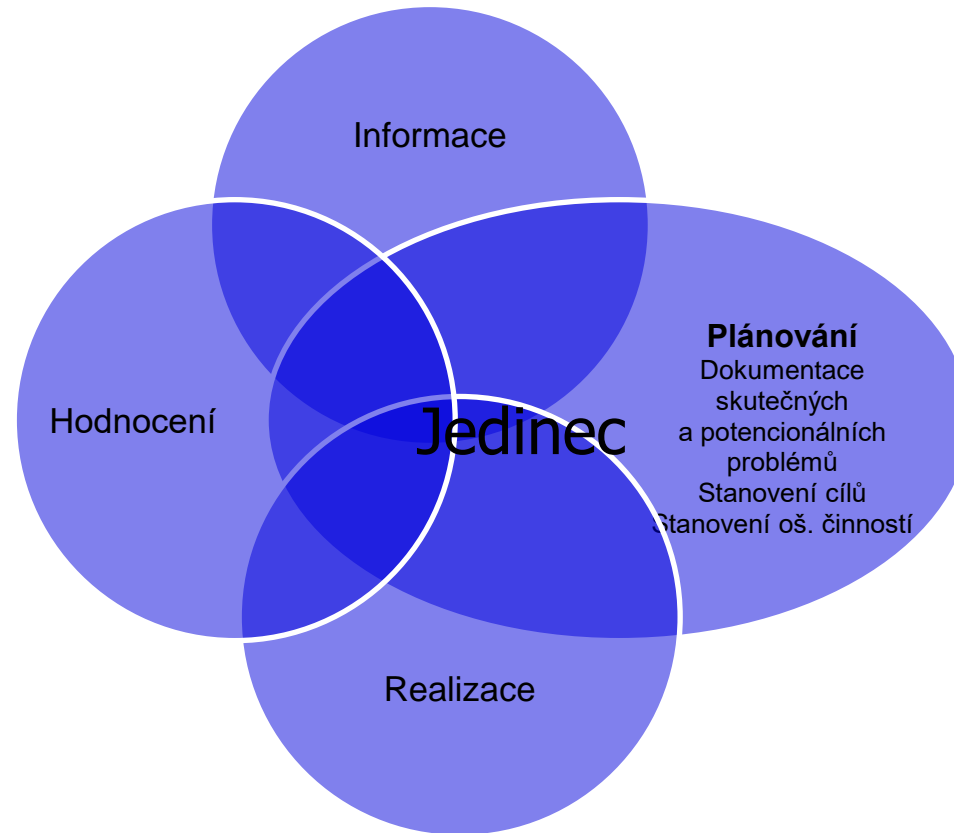 Informace
Hodnocení
Jedinec
Plánování
Dokumentace
skutečných
a potencionálních
problémů
Stanovení cílů
Stanovení oš. činností
Realizace